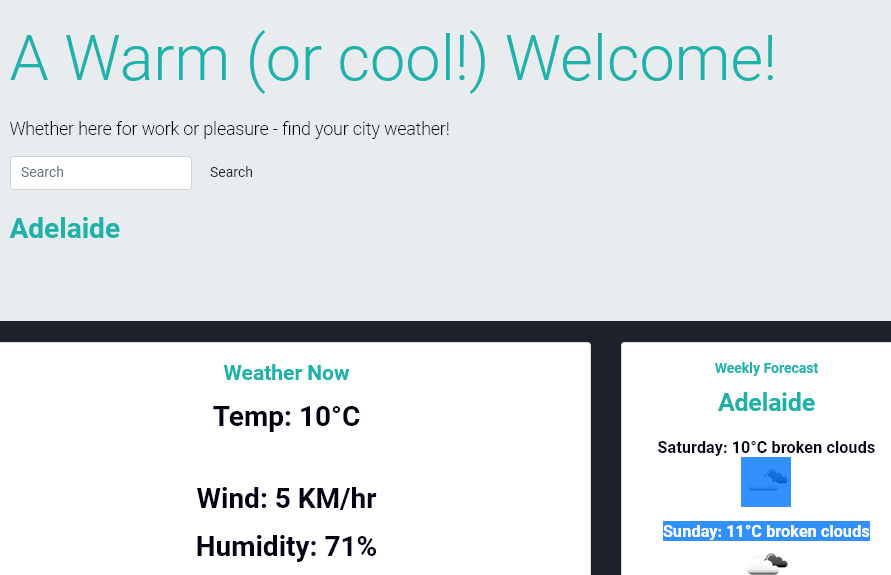 A Warm (or cool!) Welcome!
Whether here for work or pleasure - find your city weather!
Search Search
Adelaide
Weather Now
Temp: 10°C
Wind: 5 KM/hr
Humidity: 71%
Weekly Forecast
Adelaide
Saturday: 10°C broken clouds
Sunday: 11°C broken clouds